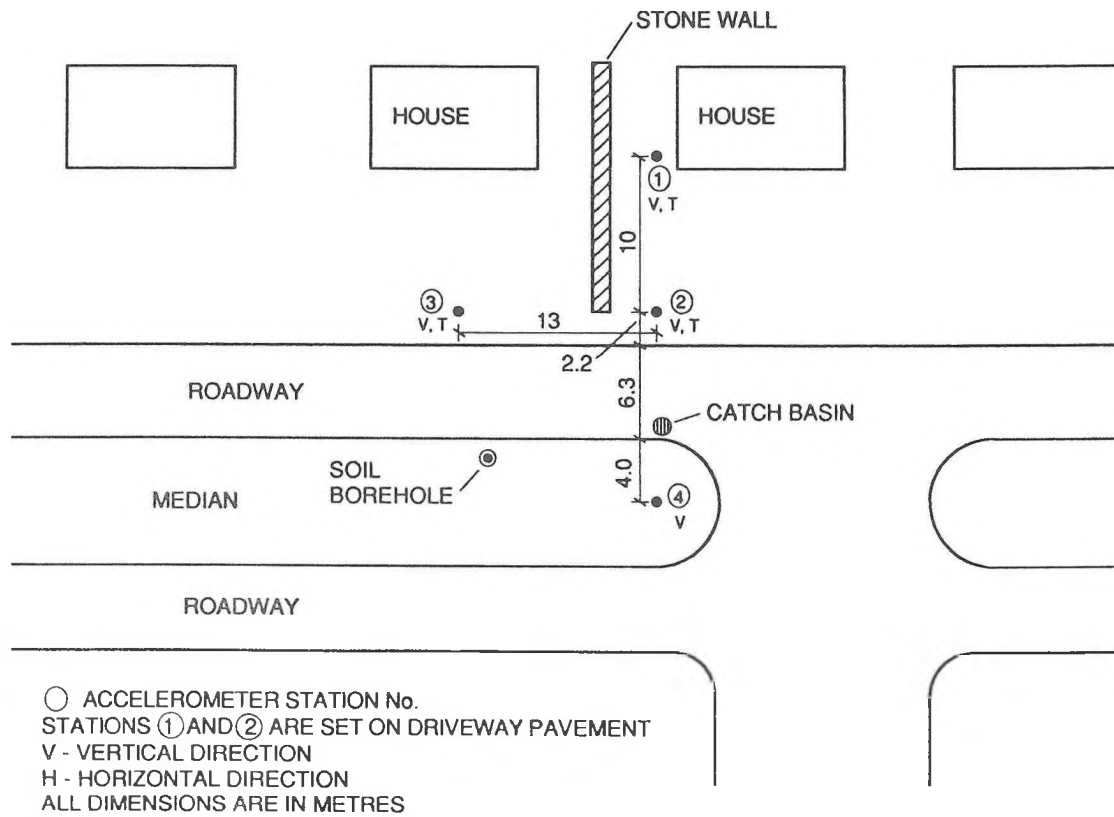 STONE WALL
HOUSE
HOUSE
1
V, T
10
3
V, T
13
2
V, T
2.2
ROADWAY
6.3
CATCH BASIN
SOIL
BOREHOLE
MEDIAN
4.0
4
V
ROADWAY
ACCELEROMETER STATION No.
STATIONS 1 AND 2 ARE SET ON DRIVEWAY PAVEMENT
V - VERTICAL DIRECTION
H - HORIZONTAL DIRECTION
ALL DIMENSIONS ARE IN METRES